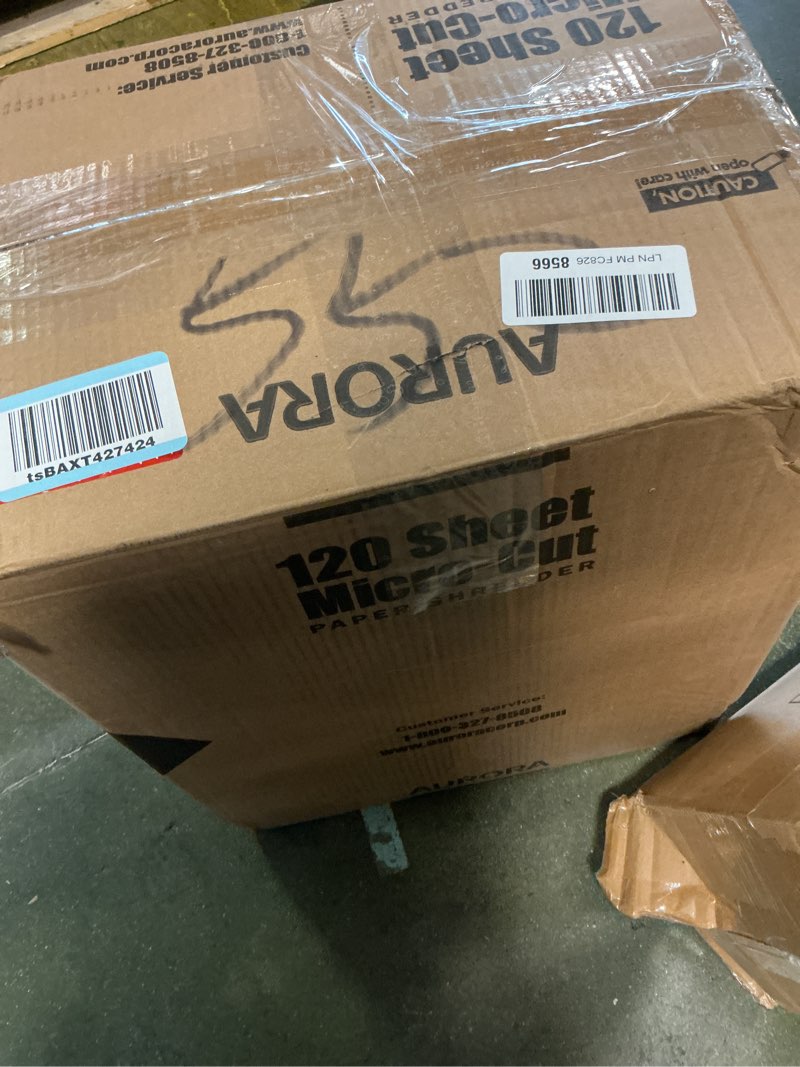 Customer Service:
1-800-327-8508
www.auroracorp.com
120 Sheet
Micro-Cut
SHREDDER
CAUTION,
open with care!
55
LPN PM FC826 8566
AURORA
tsBAXT427424
120 Sheet
Micro-Cut
PAPER SHREDDER
Customer Service:
1-800-327-8508
www.auroracorp.com
AURORA